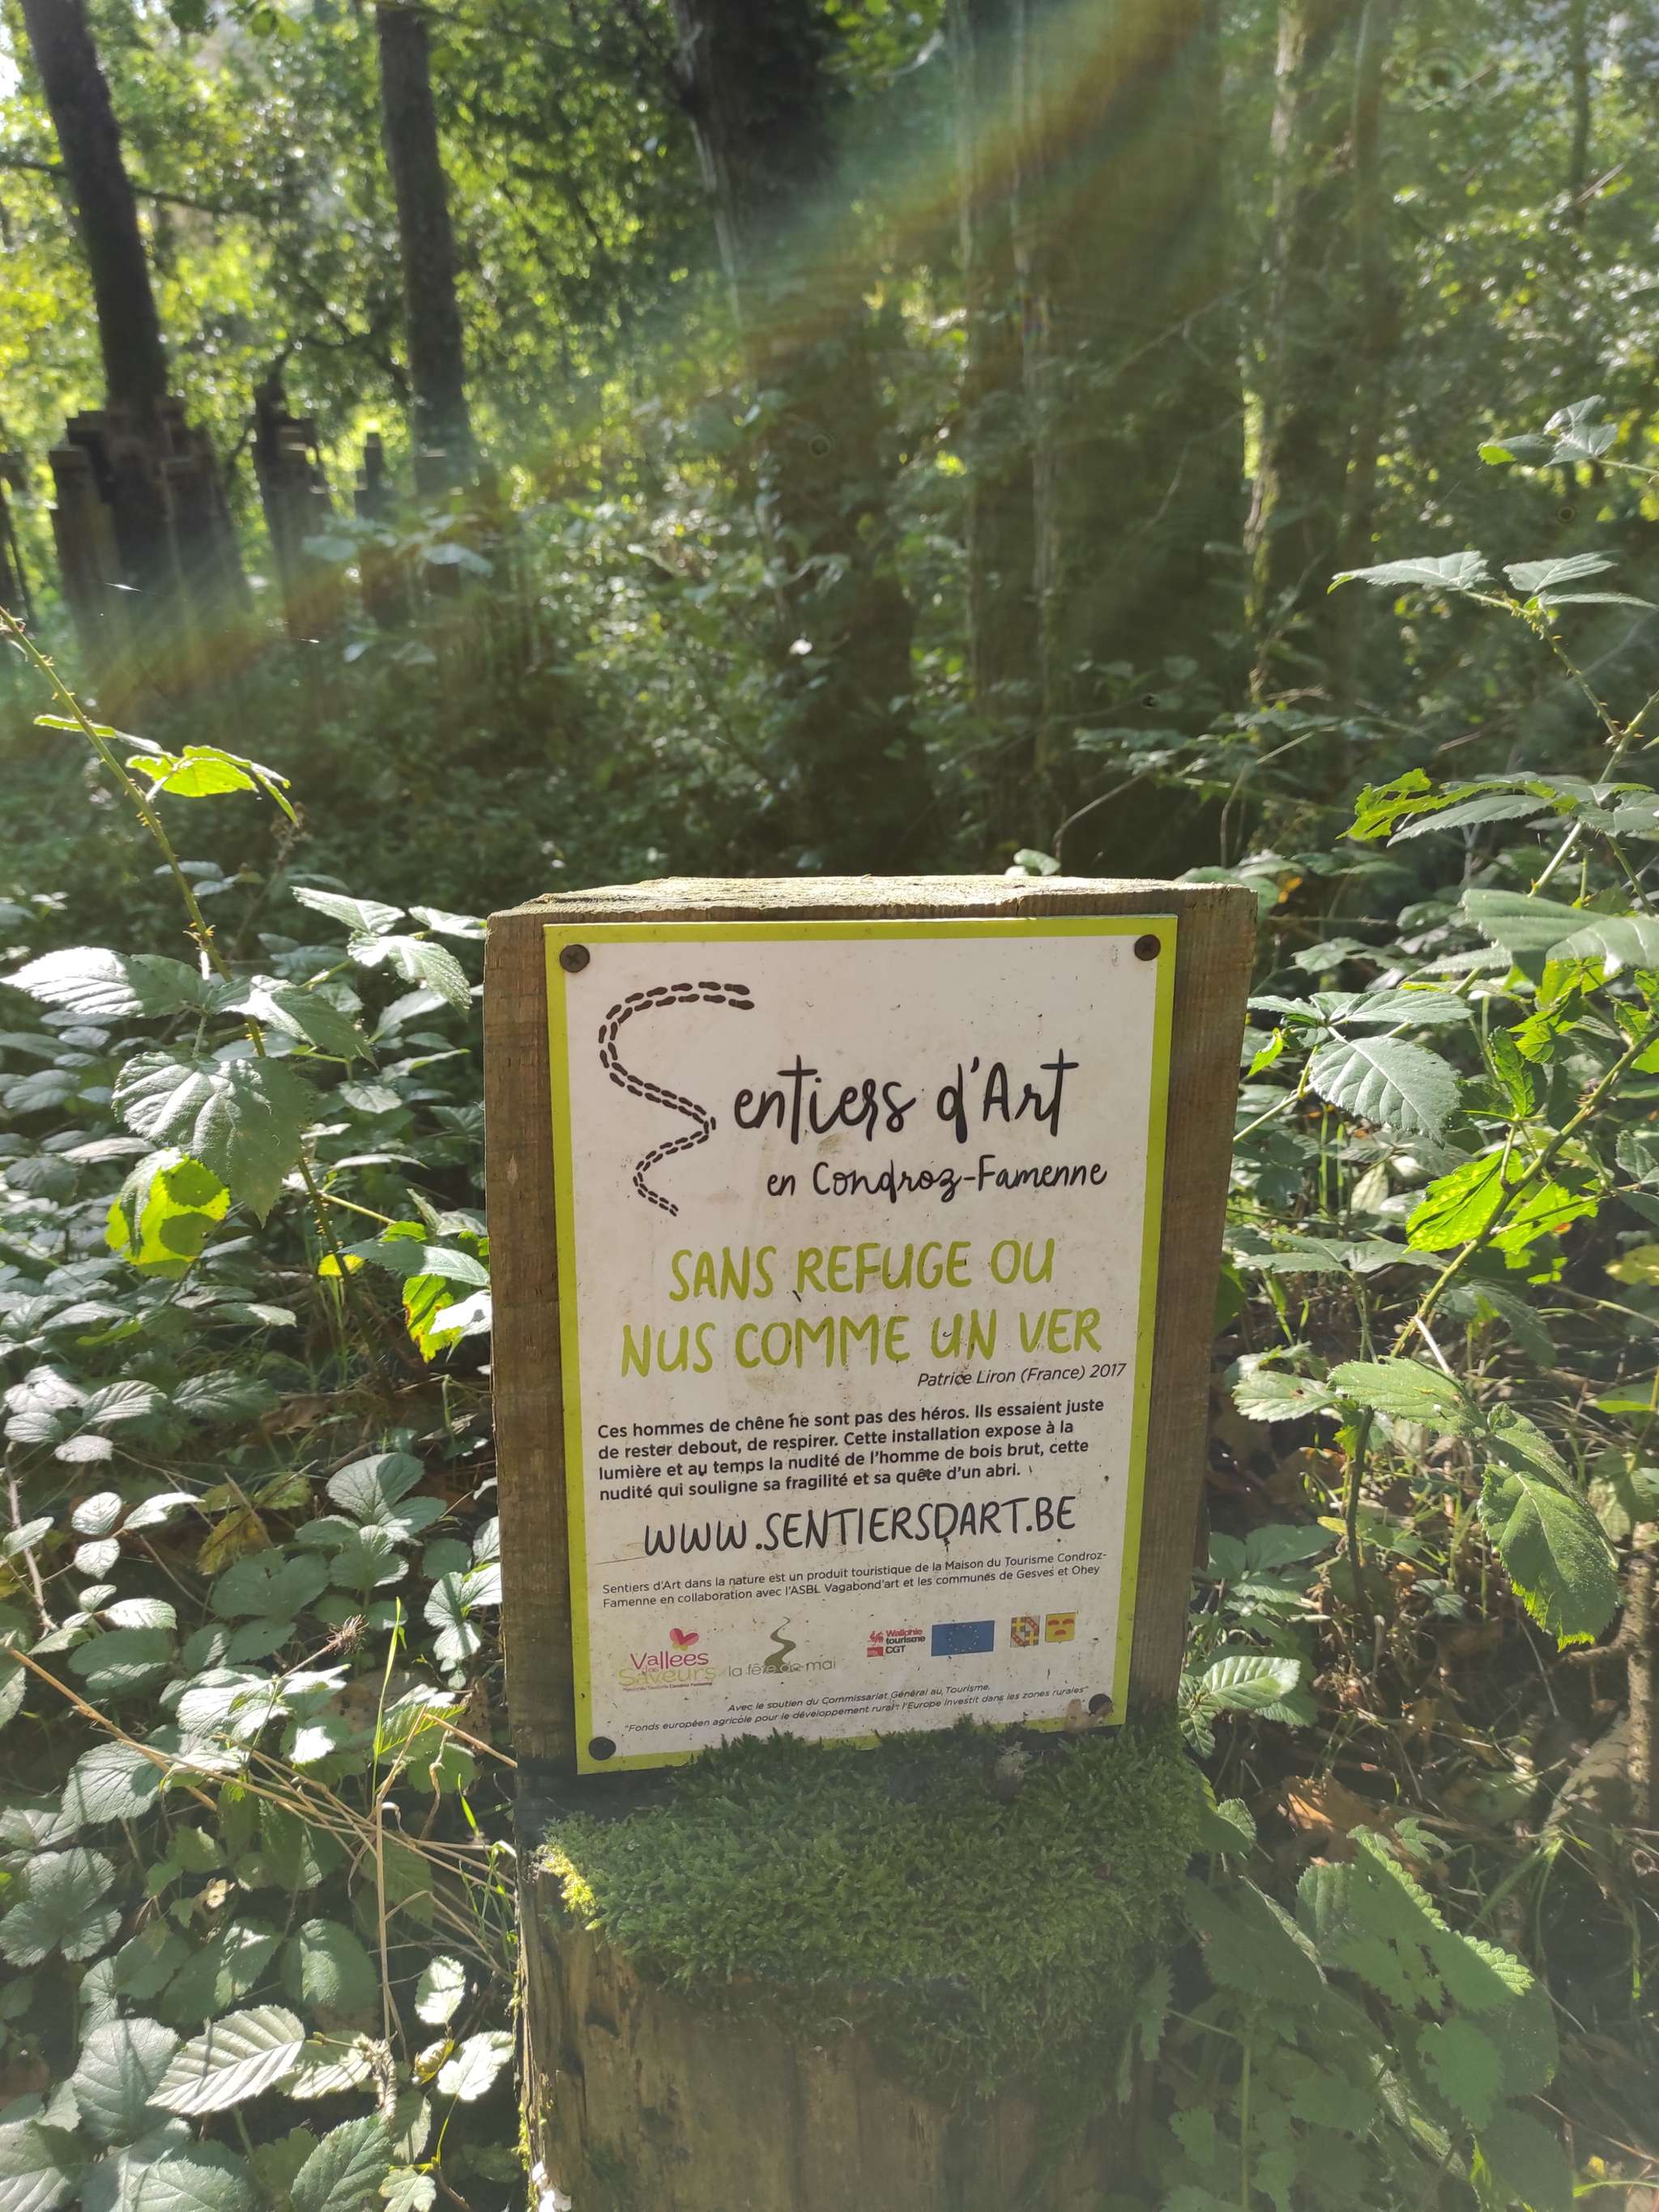 Sentiers d'Art
en Condroz-Famenne
SANS REFUGE OU
NUS COMME UN VER
Patrice Liron (France) 2017
Ces hommes de chêne ne sont pas des héros. Ils essaient juste
de rester debout, de respirer. Cette installation expose à la
lumière et au temps la nudité de l'homme de bois brut, cette
nudité qui souligne sa fragilité et sa quête d'un abri.
WWW.SENTIERSDART.BE
Sentiers d'Art dans la nature est un produit touristique de la Maison du Tourisme Condroz-
Famenne en collaboration avec l'ASBL Vagabond'art et les communes de Gesves et Ohey
Vallées
des Saveurs
la fête de mai
Wallonie
tourisme
CGT
Avec le soutien du Commissariat Général au Tourisme.
"Fonds européen agricole pour le développement rural : l'Europe investit dans les zones rurales"